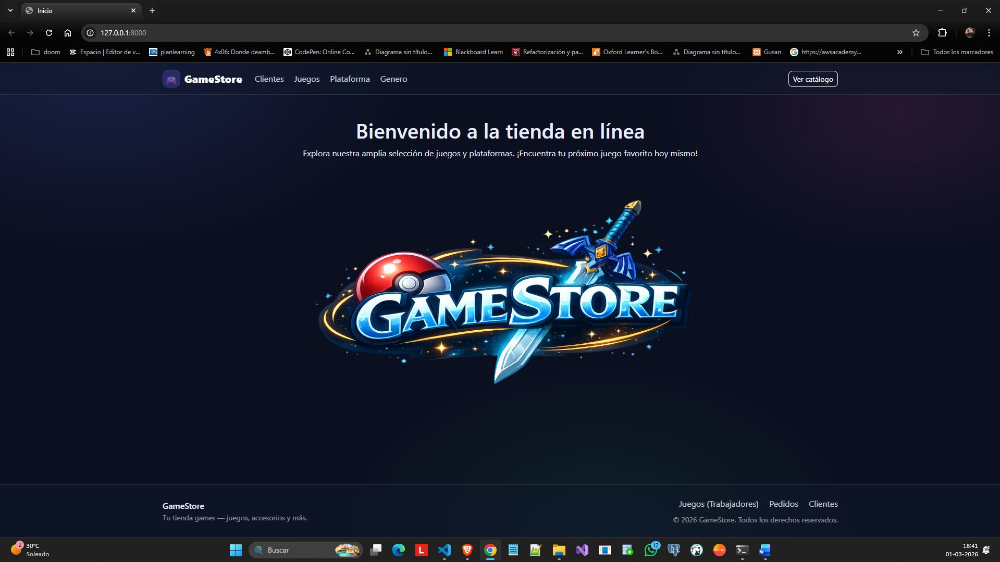 Inicio
127.0.0.1:8000
doom
Espacio | Editor de v...
planlearning
4x06: Donde deamb...
CodePen: Online Co...
Diagrama sin título...
Blackboard Learn
Refactorización y pa...
Oxford Learner's Bo...
Diagrama sin título...
Gusan
https://awsacademy...
Todos los marcadores
GameStore
Clientes
Juegos
Plataforma
Genero
Ver catálogo
Bienvenido a la tienda en línea
Explora nuestra amplia selección de juegos y plataformas. ¡Encuentra tu próximo juego favorito hoy mismo!
GAMESTORE
GameStore
Tu tienda gamer — juegos, accesorios y más.
Juegos (Trabajadores)
Pedidos
Clientes
© 2026 GameStore. Todos los derechos reservados.
2
30°C
Soleado
Buscar
L
12
18:41
01-03-2026